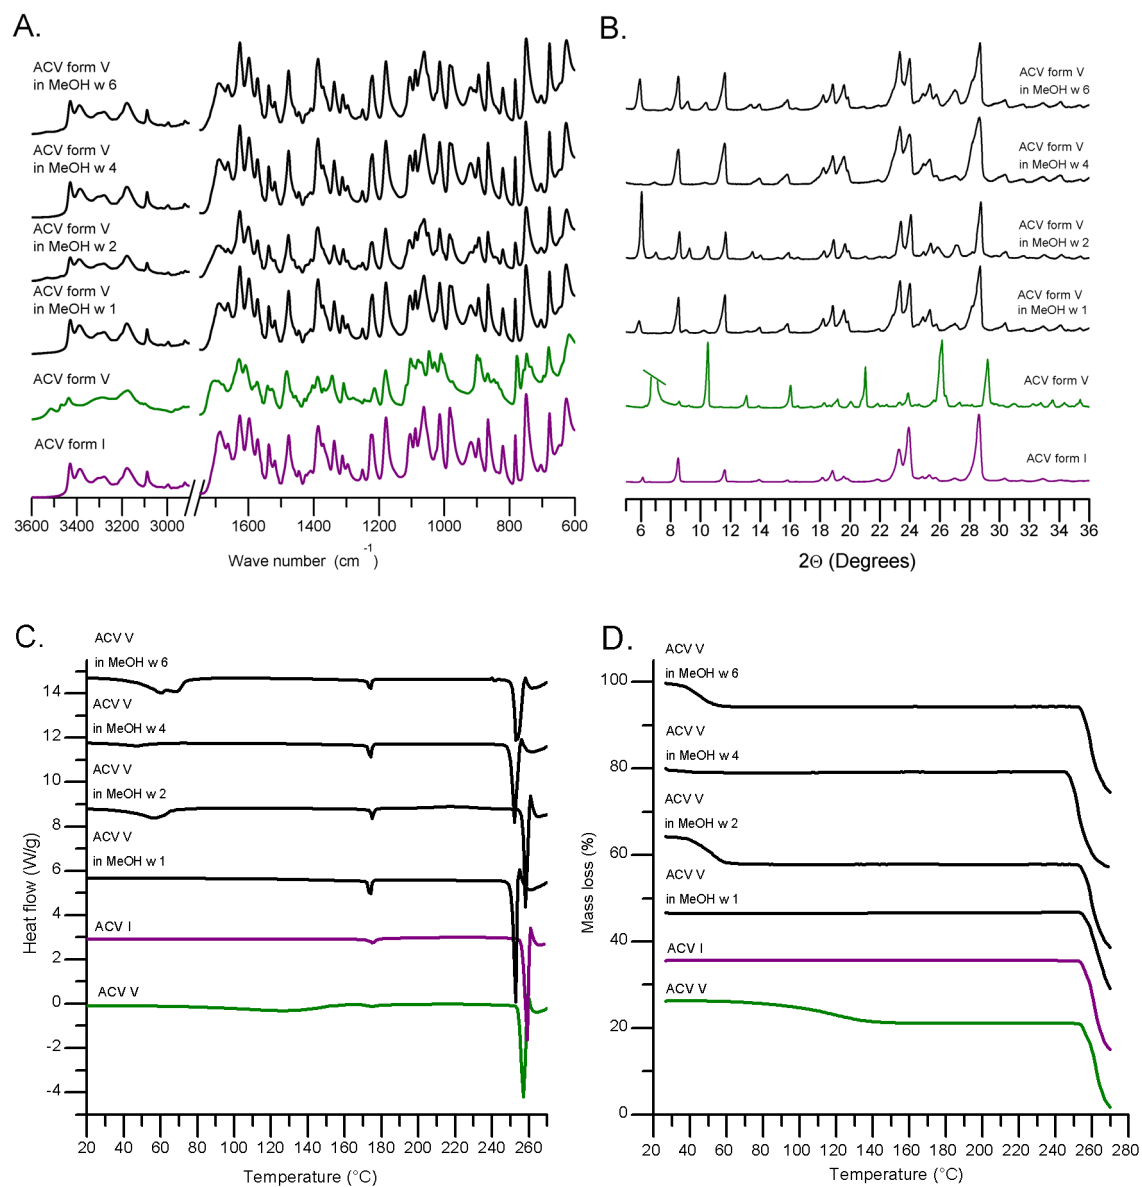 A.
ACV form V
in MeOH w 6
ACV form V
in MeOH w 4
ACV form V
in MeOH w 2
ACV form V
in MeOH w 1
ACV form V
ACV form I
3600 3400 3200 3000 1600 1400 1200 1000 800 600
Wave number (cm-1)
B.
ACV form V
in MeOH w 6
ACV form V
in MeOH w 4
ACV form V
in MeOH w 2
ACV form V
in MeOH w 1
ACV form V
ACV form I
6 8 10 12 14 16 18 20 22 24 26 28 30 32 34 36
2Θ (Degrees)
C.
ACV V
in MeOH w 6
ACV V
in MeOH w 4
ACV V
in MeOH w 2
ACV V
in MeOH w 1
ACV I
ACV V
14
12
10
8
6
4
2
0
-2
-4
Heat flow (W/g)
20 60 100 140 180 220 260
Temperature (°C)
D.
ACV V
in MeOH w 6
ACV V
in MeOH w 4
ACV V
in MeOH w 2
ACV V
in MeOH w 1
ACV I
ACV V
100
80
60
40
20
0
Mass loss (%)
20 40 60 80 100 120 140 160 180 200 220 240 260 280
Temperature (°C)